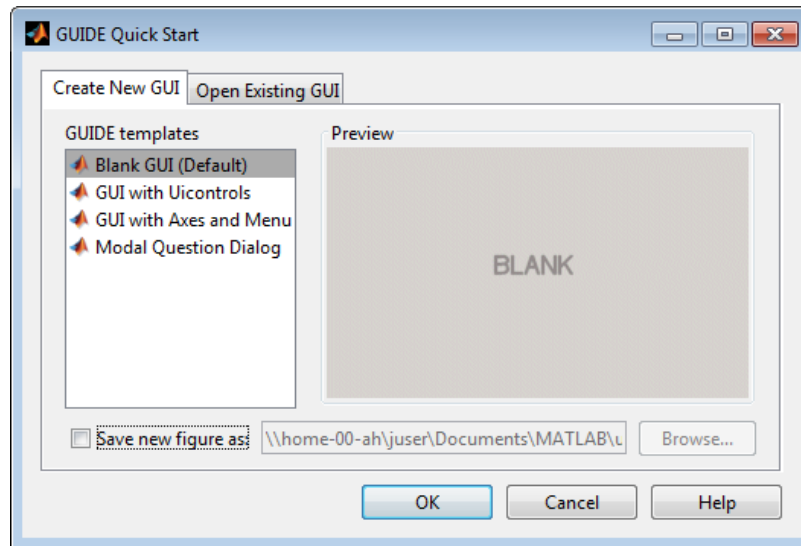 GUIDE Quick Start
Create New GUI Open Existing GUI
GUIDE templates
Blank GUI (Default)
GUI with Uicontrols
GUI with Axes and Menu
Modal Question Dialog
Preview
BLANK
Save new figure as: \\home-00-ah\juser\Documents\MATLAB\u Browse...
OK Cancel Help